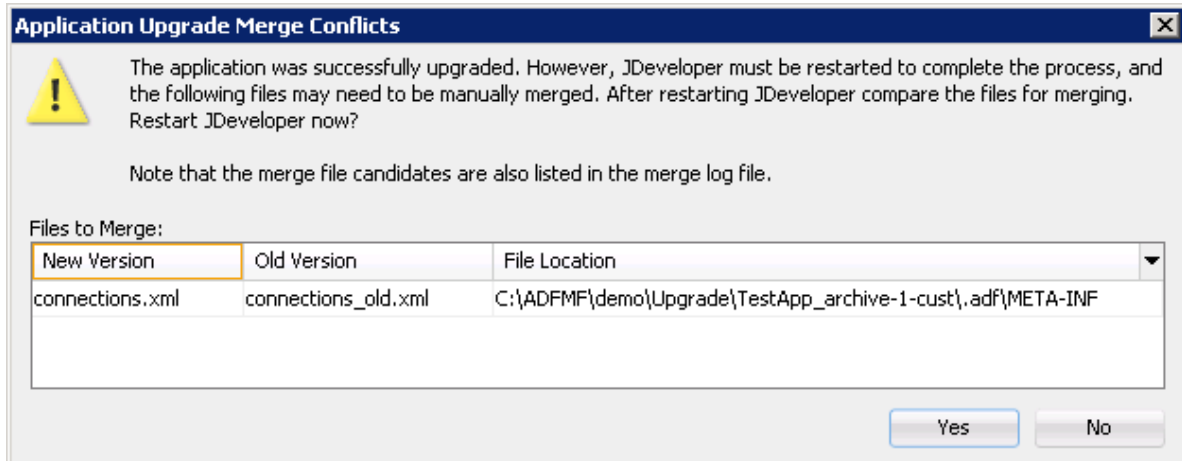 Application Upgrade Merge Conflicts
The application was successfully upgraded. However, JDeveloper must be restarted to complete the process, and
the following files may need to be manually merged. After restarting JDeveloper compare the files for merging.
Restart JDeveloper now?
Note that the merge file candidates are also listed in the merge log file.
Files to Merge:
New Version Old Version File Location
connections.xml connections_old.xml C:\ADFMF\demo\Upgrade\TestApp_archive-1-cust\.adf\META-INF
Yes No